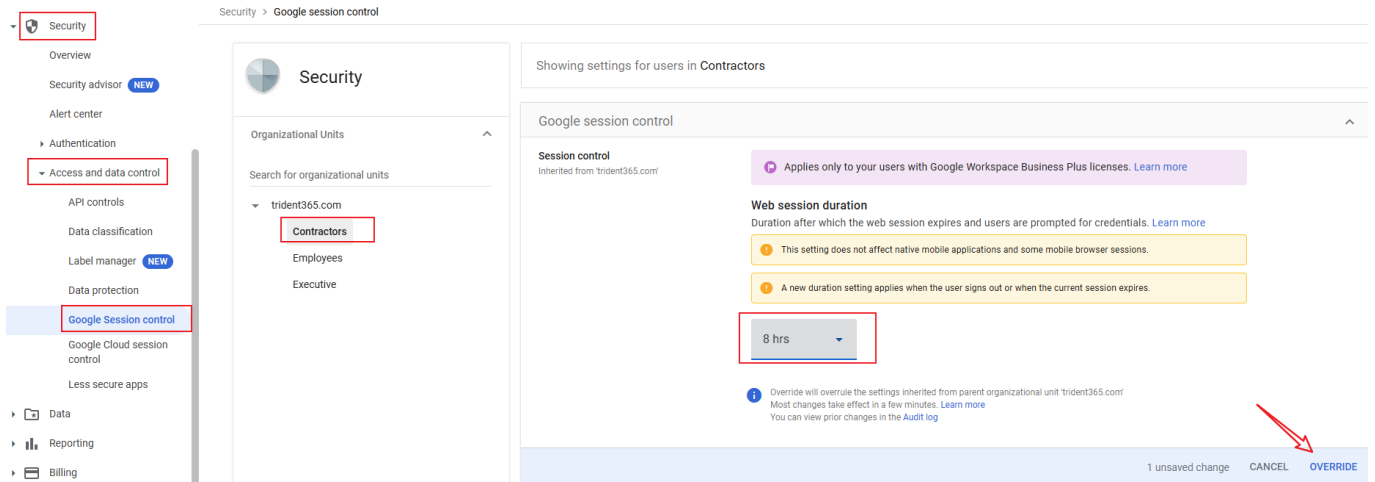 Security
Overview
Security advisor NEW
Alert center
Authentication
Access and data control
API controls
Data classification
Label manager NEW
Data protection
Google Session control
Google Cloud session
control
Less secure apps
Data
Reporting
Billing
Security > Google session control
Security
Organizational Units
Search for organizational units
trident365.com
Contractors
Employees
Executive
Showing settings for users in Contractors
Google session control
Session control
Inherited from 'trident365.com'
Applies only to your users with Google Workspace Business Plus licenses. Learn more
Web session duration
Duration after which the web session expires and users are prompted for credentials. Learn more
This setting does not affect native mobile applications and some mobile browser sessions.
A new duration setting applies when the user signs out or when the current session expires.
8 hrs
Override will overrule the settings inherited from parent organizational unit 'trident365.com'
Most changes take effect in a few minutes. Learn more
You can view prior changes in the Audit log
1 unsaved change CANCEL OVERRIDE